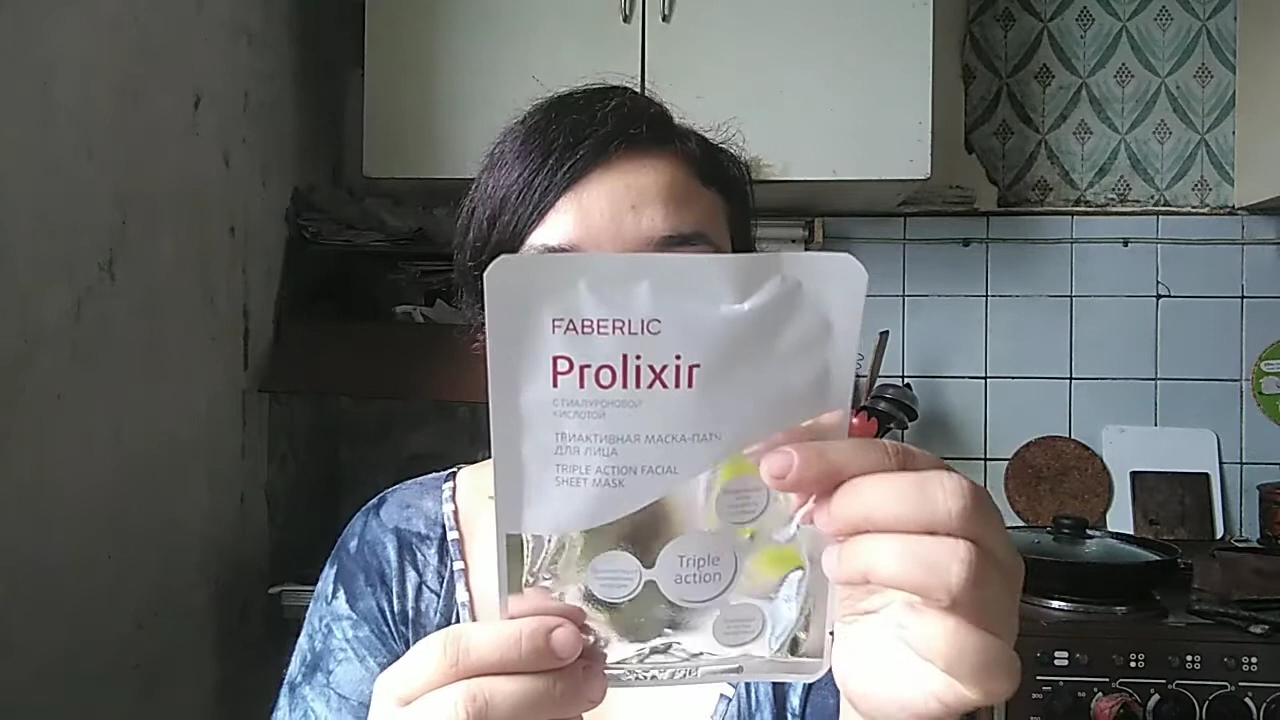 FABERLIC
Prolixir
С ГИАЛУРОНОВОЙ
КИСЛОТОЙ
ТРИАКТИВНАЯ МАСКА-ПАТЧ
ДЛЯ ЛИЦА
TRIPLE ACTION FACIAL
SHEET MASK
Triple
action